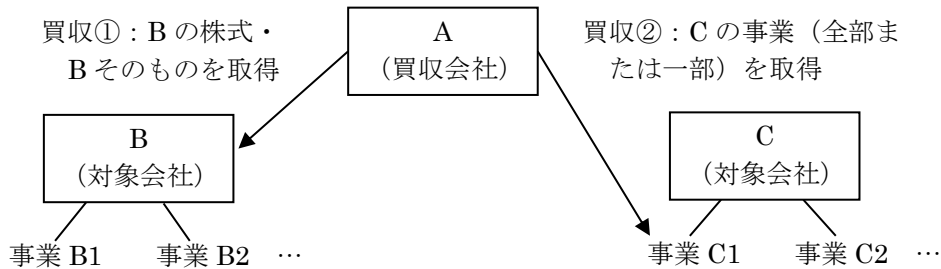 買収①:B の株式・
B そのものを取得
A
(買収会社)
買収②:C の事業(全部ま
たは一部)を取得
B
(対象会社)
C
(対象会社)
事業 B1
事業 B2
…
事業 C1
事業 C2
…